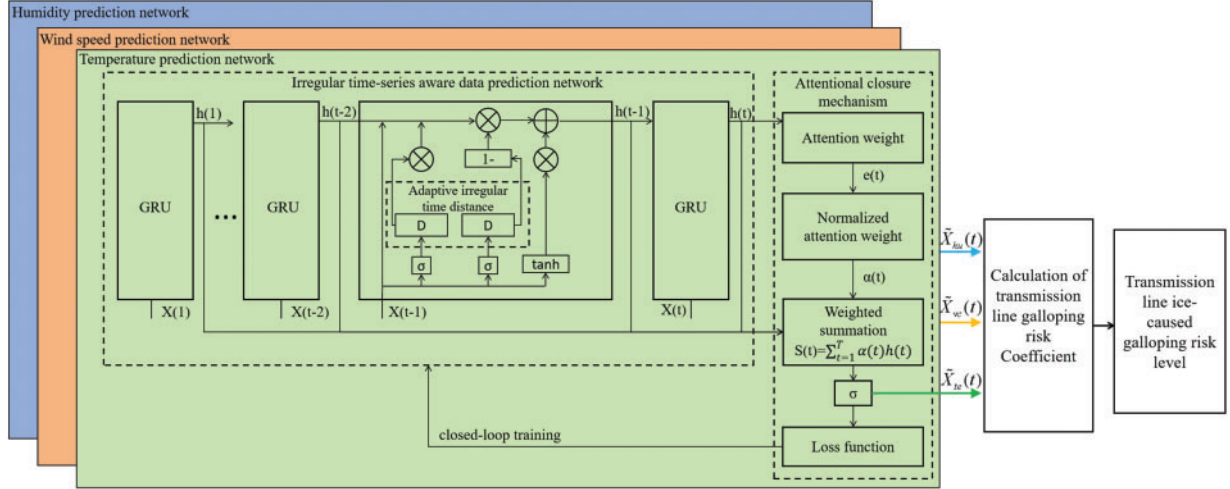 Humidity prediction network
Wind speed prediction network
Temperature prediction network
Irregular time-series aware data prediction network
h(1)
h(t-2)
h(t-1)
h(t)
GRU
...
GRU
1-
Adaptive irregular
time distance
D
D
σ
σ
tanh
GRU
X(1)
X(t-2)
X(t-1)
X(t)
closed-loop training
Attentional closure
mechanism
Attention weight
e(t)
Normalized
attention weight
α(t)
Weighted
summation
S(t)=∑_{t=1}^{T} α(t)h(t)
σ
Loss function
X̃_{hu}(t)
X̃_{ve}(t)
X̃_{te}(t)
Calculation of
transmission
line galloping
risk
Coefficient
Transmission
line ice-
caused
galloping risk
level